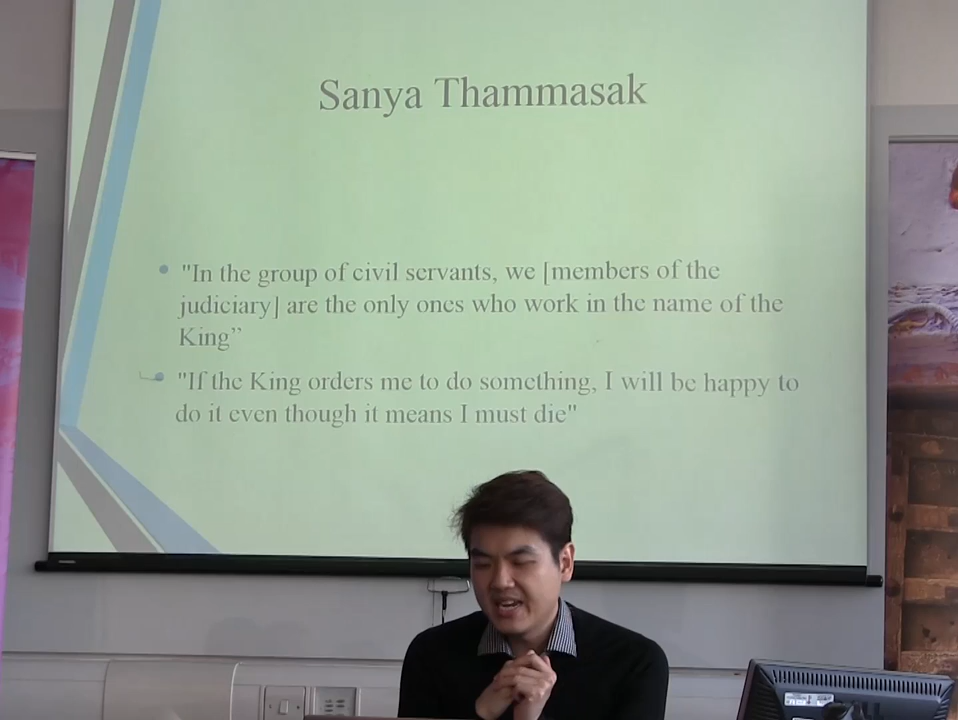 Sanya Thammasak
"In the group of civil servants, we [members of the
judiciary] are the only ones who work in the name of the
King”
"If the King orders me to do something, I will be happy to
do it even though it means I must die"